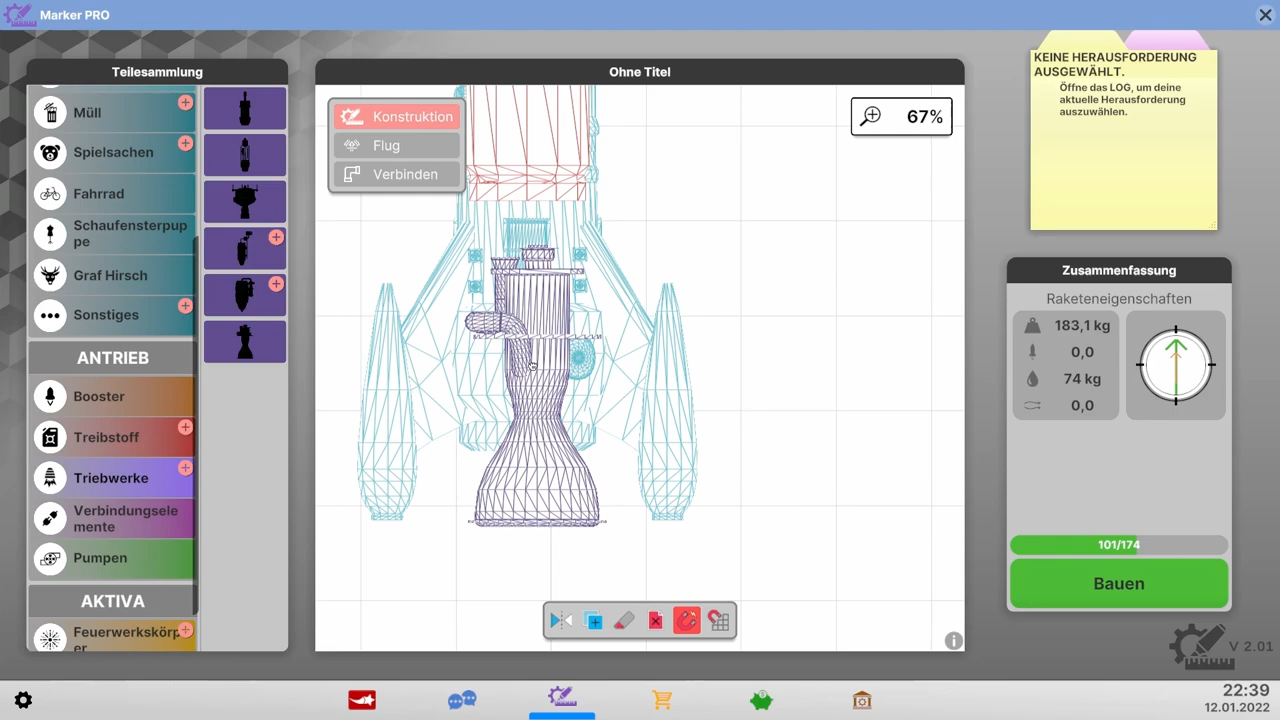 Marker PRO
Teilesammlung
Müll
Spielsachen
Fahrrad
Schaufensterpup
pe
Graf Hirsch
Sonstiges
ANTRIEB
Booster
Treibstoff
Triebwerke
Verbindungsele
mente
Pumpen
AKTIVA
Feuerwerkskörp
er
Ohne Titel
Konstruktion
Flug
Verbinden
67%
KEINE HERAUSFORDERUNG
AUSGEWÄHLT.
Öffne das LOG, um deine
aktuelle Herausforderung
auszuwählen.
Zusammenfassung
Raketeneigenschaften
183,1 kg
0,0
74 kg
0,0
101/174
Bauen
V 2.01
22:39
12.01.2022